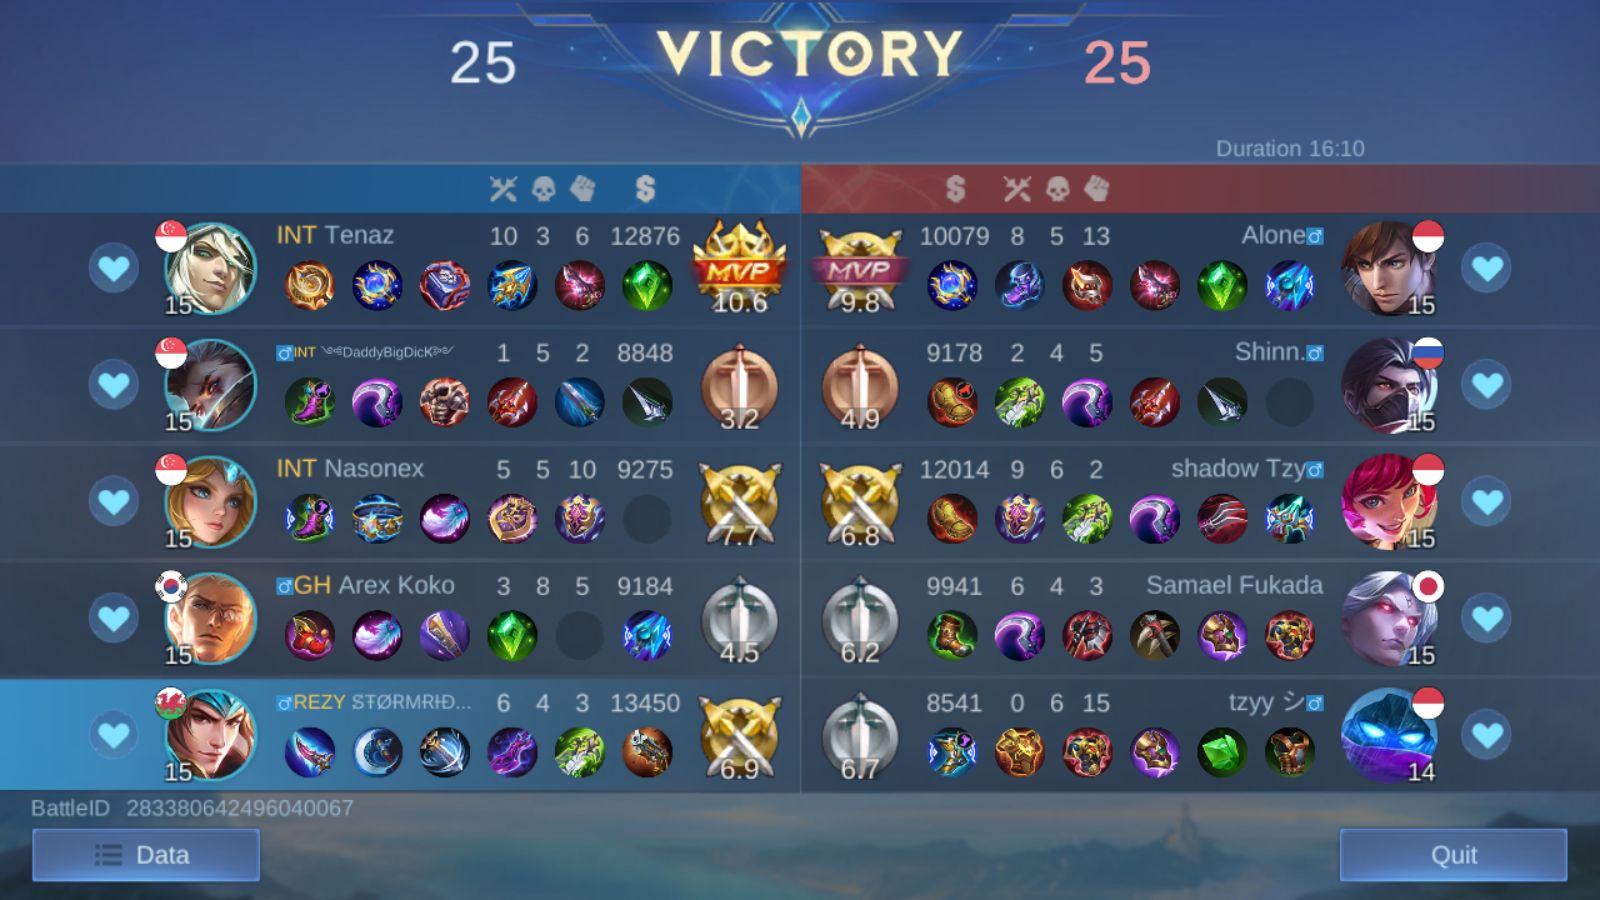 25 VICTORY 25
Duration 16:10
INT Tenaz 10 3 6 12876 MVP 10.6 15
MVP 9.8 10079 8 5 13 Alone 15
INT DaddyBigDicK 1 5 2 8848 3.2 15
4.9 9178 2 4 5 Shinn. 15
INT Nasonex 5 5 10 9275 7.7 15
6.8 12014 9 6 2 shadow Tzy 15
GH Arex Koko 3 8 5 9184 4.5 15
6.2 9941 6 4 3 Samael Fukada 15
REZY SŦØRMRIĐ... 6 4 3 13450 6.9 15
6.7 8541 0 6 15 tzyy シ 14
BattleID 283380642496040067
Data
Quit